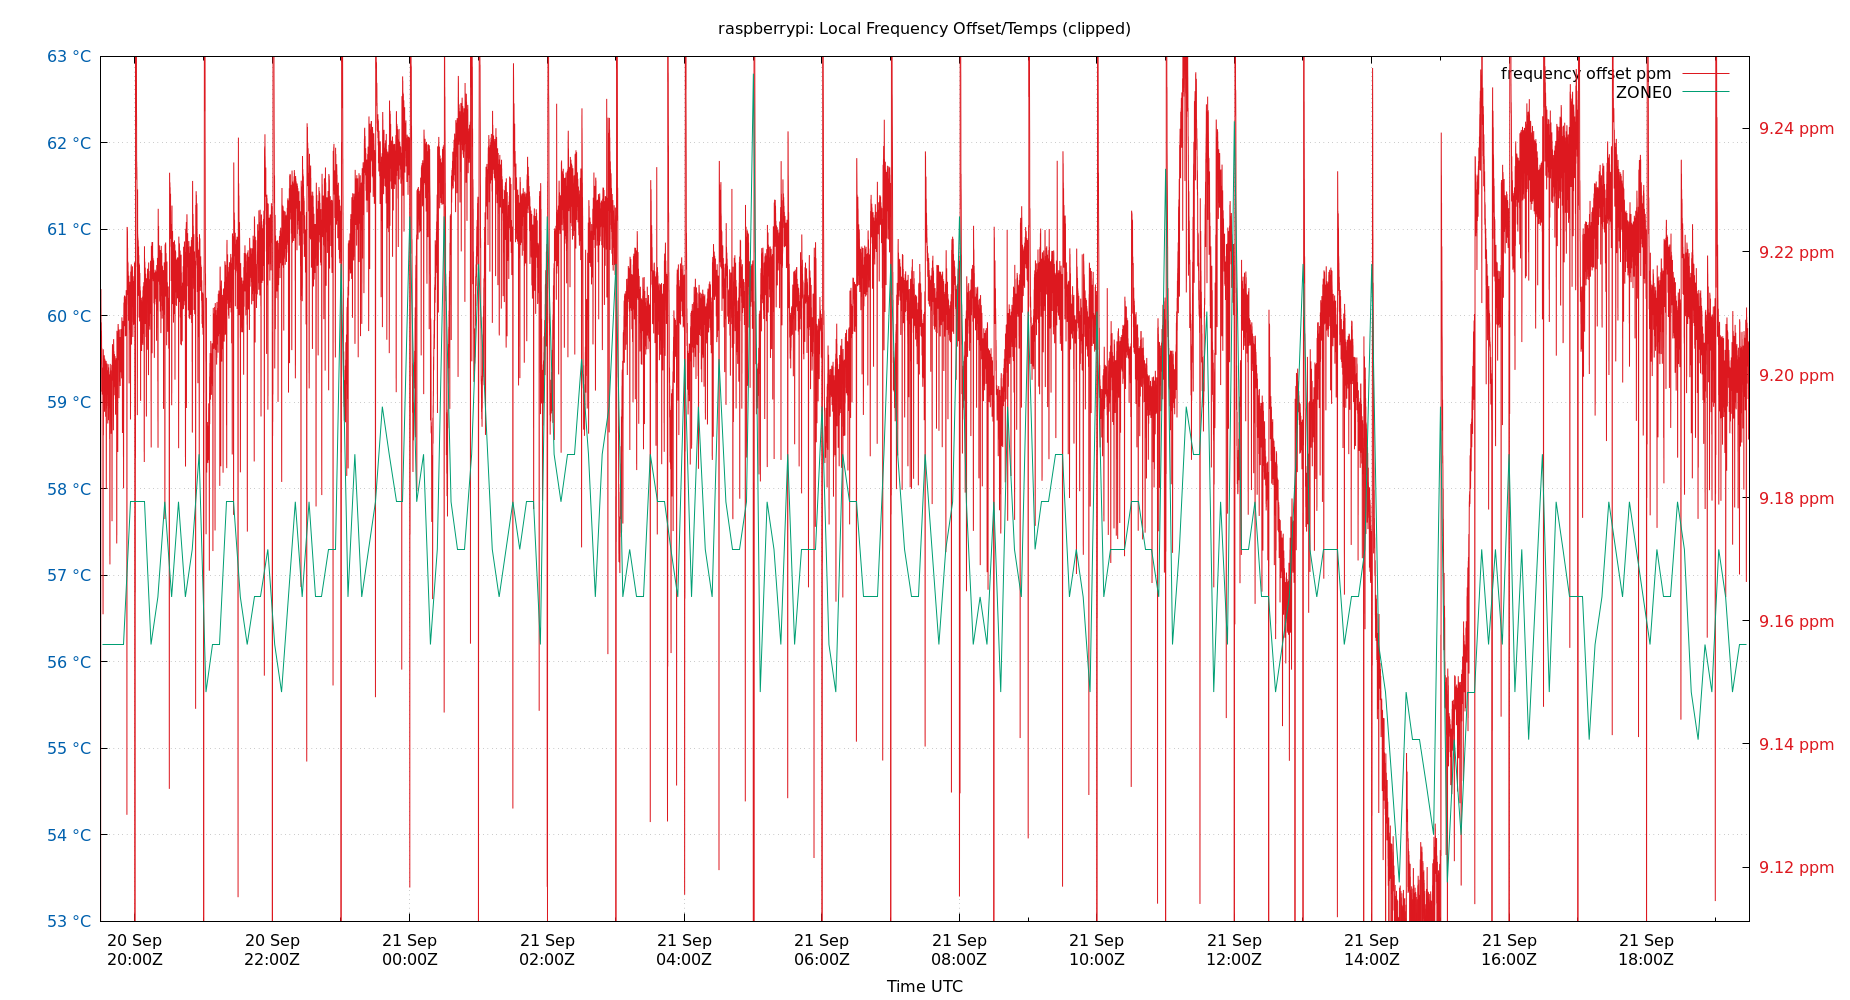 raspberrypi: Local Frequency Offset/Temps (clipped)
frequency offset ppm
ZONE0
63 °C
62 °C
61 °C
60 °C
59 °C
58 °C
57 °C
56 °C
55 °C
54 °C
53 °C
9.24 ppm
9.22 ppm
9.20 ppm
9.18 ppm
9.16 ppm
9.14 ppm
9.12 ppm
20 Sep 20 Sep 21 Sep 21 Sep 21 Sep 21 Sep 21 Sep 21 Sep 21 Sep 21 Sep 21 Sep 21 Sep
20:00Z 22:00Z 00:00Z 02:00Z 04:00Z 06:00Z 08:00Z 10:00Z 12:00Z 14:00Z 16:00Z 18:00Z
Time UTC